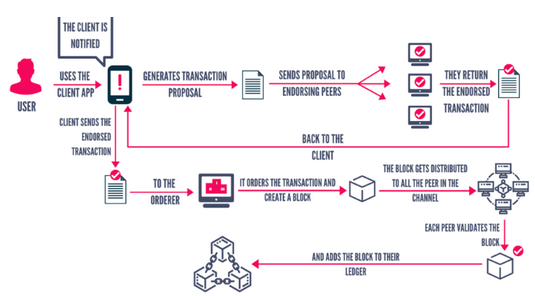 THE CLIENT IS
NOTIFIED
USER
USES THE
CLIENT APP
GENERATES TRANSACTION
PROPOSAL
SENDS PROPOSAL TO
ENDORSING PEERS
THEY RETURN
THE ENDORSED
TRANSACTION
BACK TO THE
CLIENT
CLIENT SENDS THE
ENDORSED
TRANSACTION
TO THE
ORDERER
IT ORDERS THE TRANSACTION AND
CREATE A BLOCK
THE BLOCK GETS DISTRIBUTED
TO ALL THE PEER IN THE
CHANNEL
EACH PEER VALIDATES THE
BLOCK
AND ADDS THE BLOCK TO THEIR
LEDGER